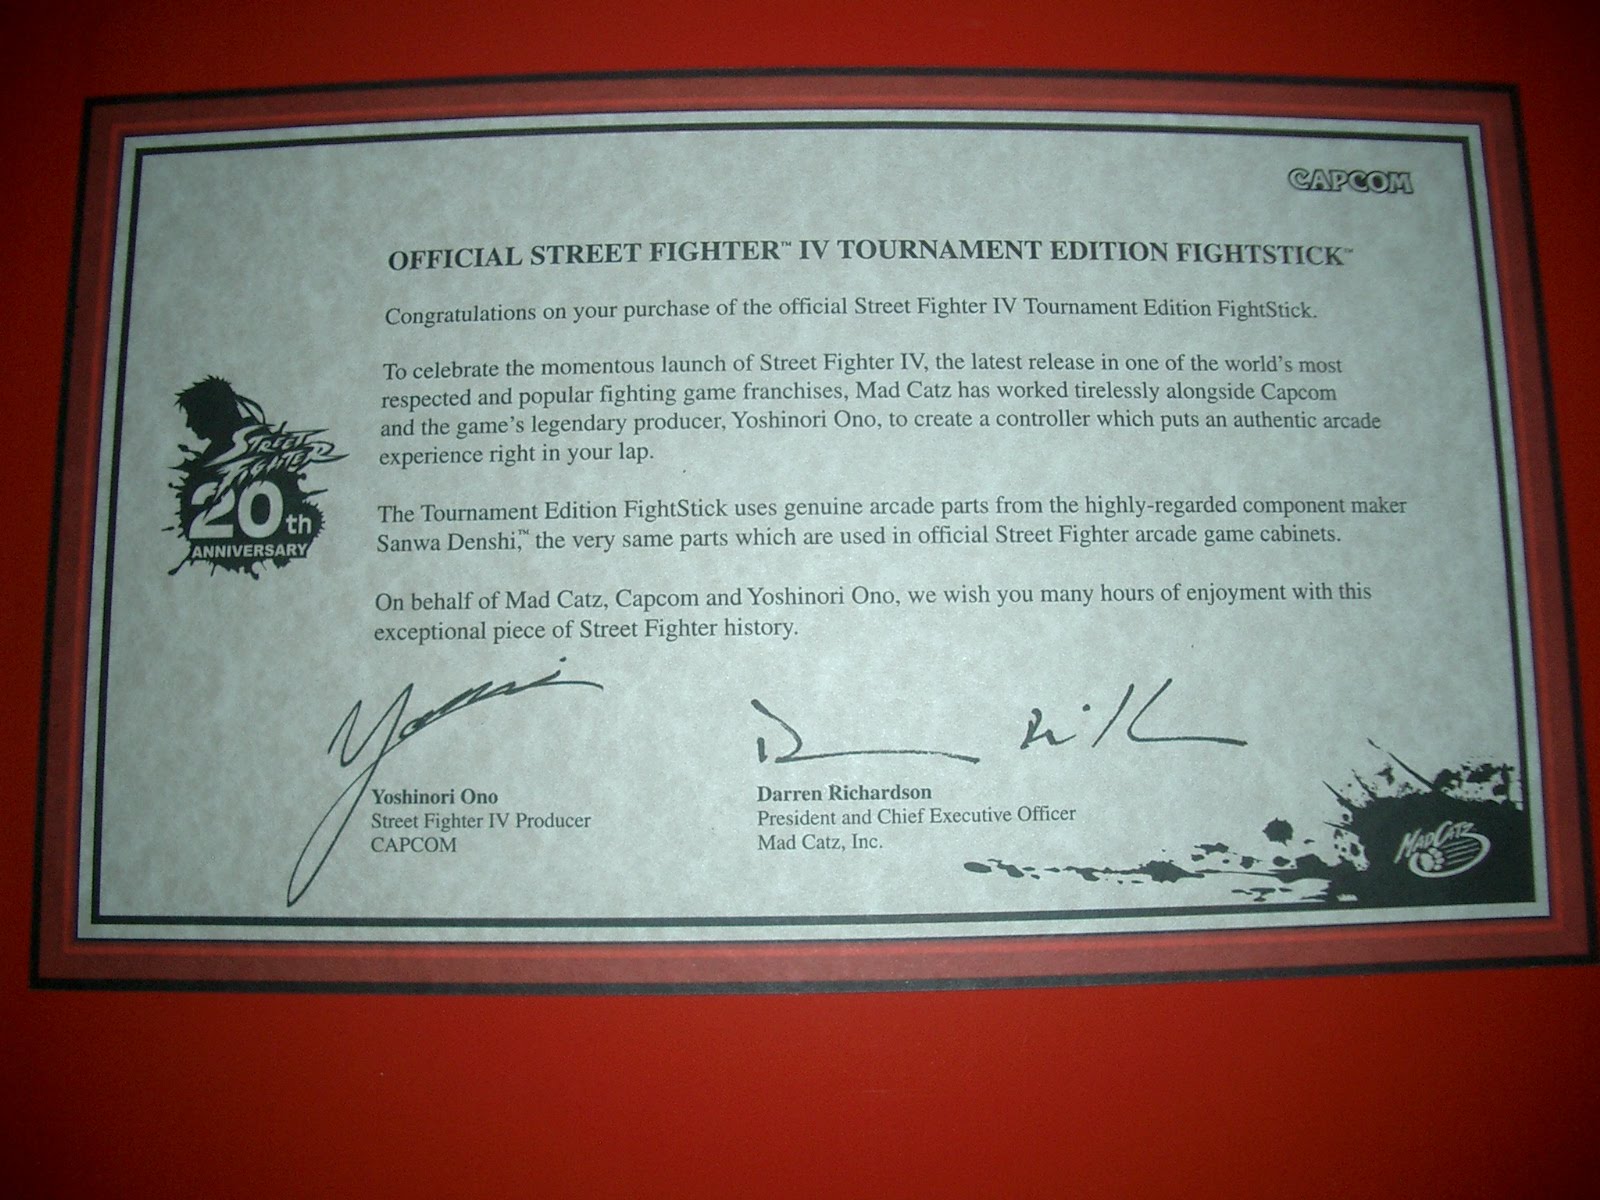 CAPCOM
OFFICIAL STREET FIGHTER™ IV TOURNAMENT EDITION FIGHTSTICK™
Congratulations on your purchase of the official Street Fighter IV Tournament Edition FightStick.
To celebrate the momentous launch of Street Fighter IV, the latest release in one of the world's most
respected and popular fighting game franchises, Mad Catz has worked tirelessly alongside Capcom
and the game's legendary producer, Yoshinori Ono, to create a controller which puts an authentic arcade
experience right in your lap.
The Tournament Edition FightStick uses genuine arcade parts from the highly-regarded component maker
Sanwa Denshi,™ the very same parts which are used in official Street Fighter arcade game cabinets.
On behalf of Mad Catz, Capcom and Yoshinori Ono, we wish you many hours of enjoyment with this
exceptional piece of Street Fighter history.
STREET
FIGHTER
20th
ANNIVERSARY
Yoshinori Ono
Street Fighter IV Producer
CAPCOM
Darren Richardson
President and Chief Executive Officer
Mad Catz, Inc.
MAD CATZ